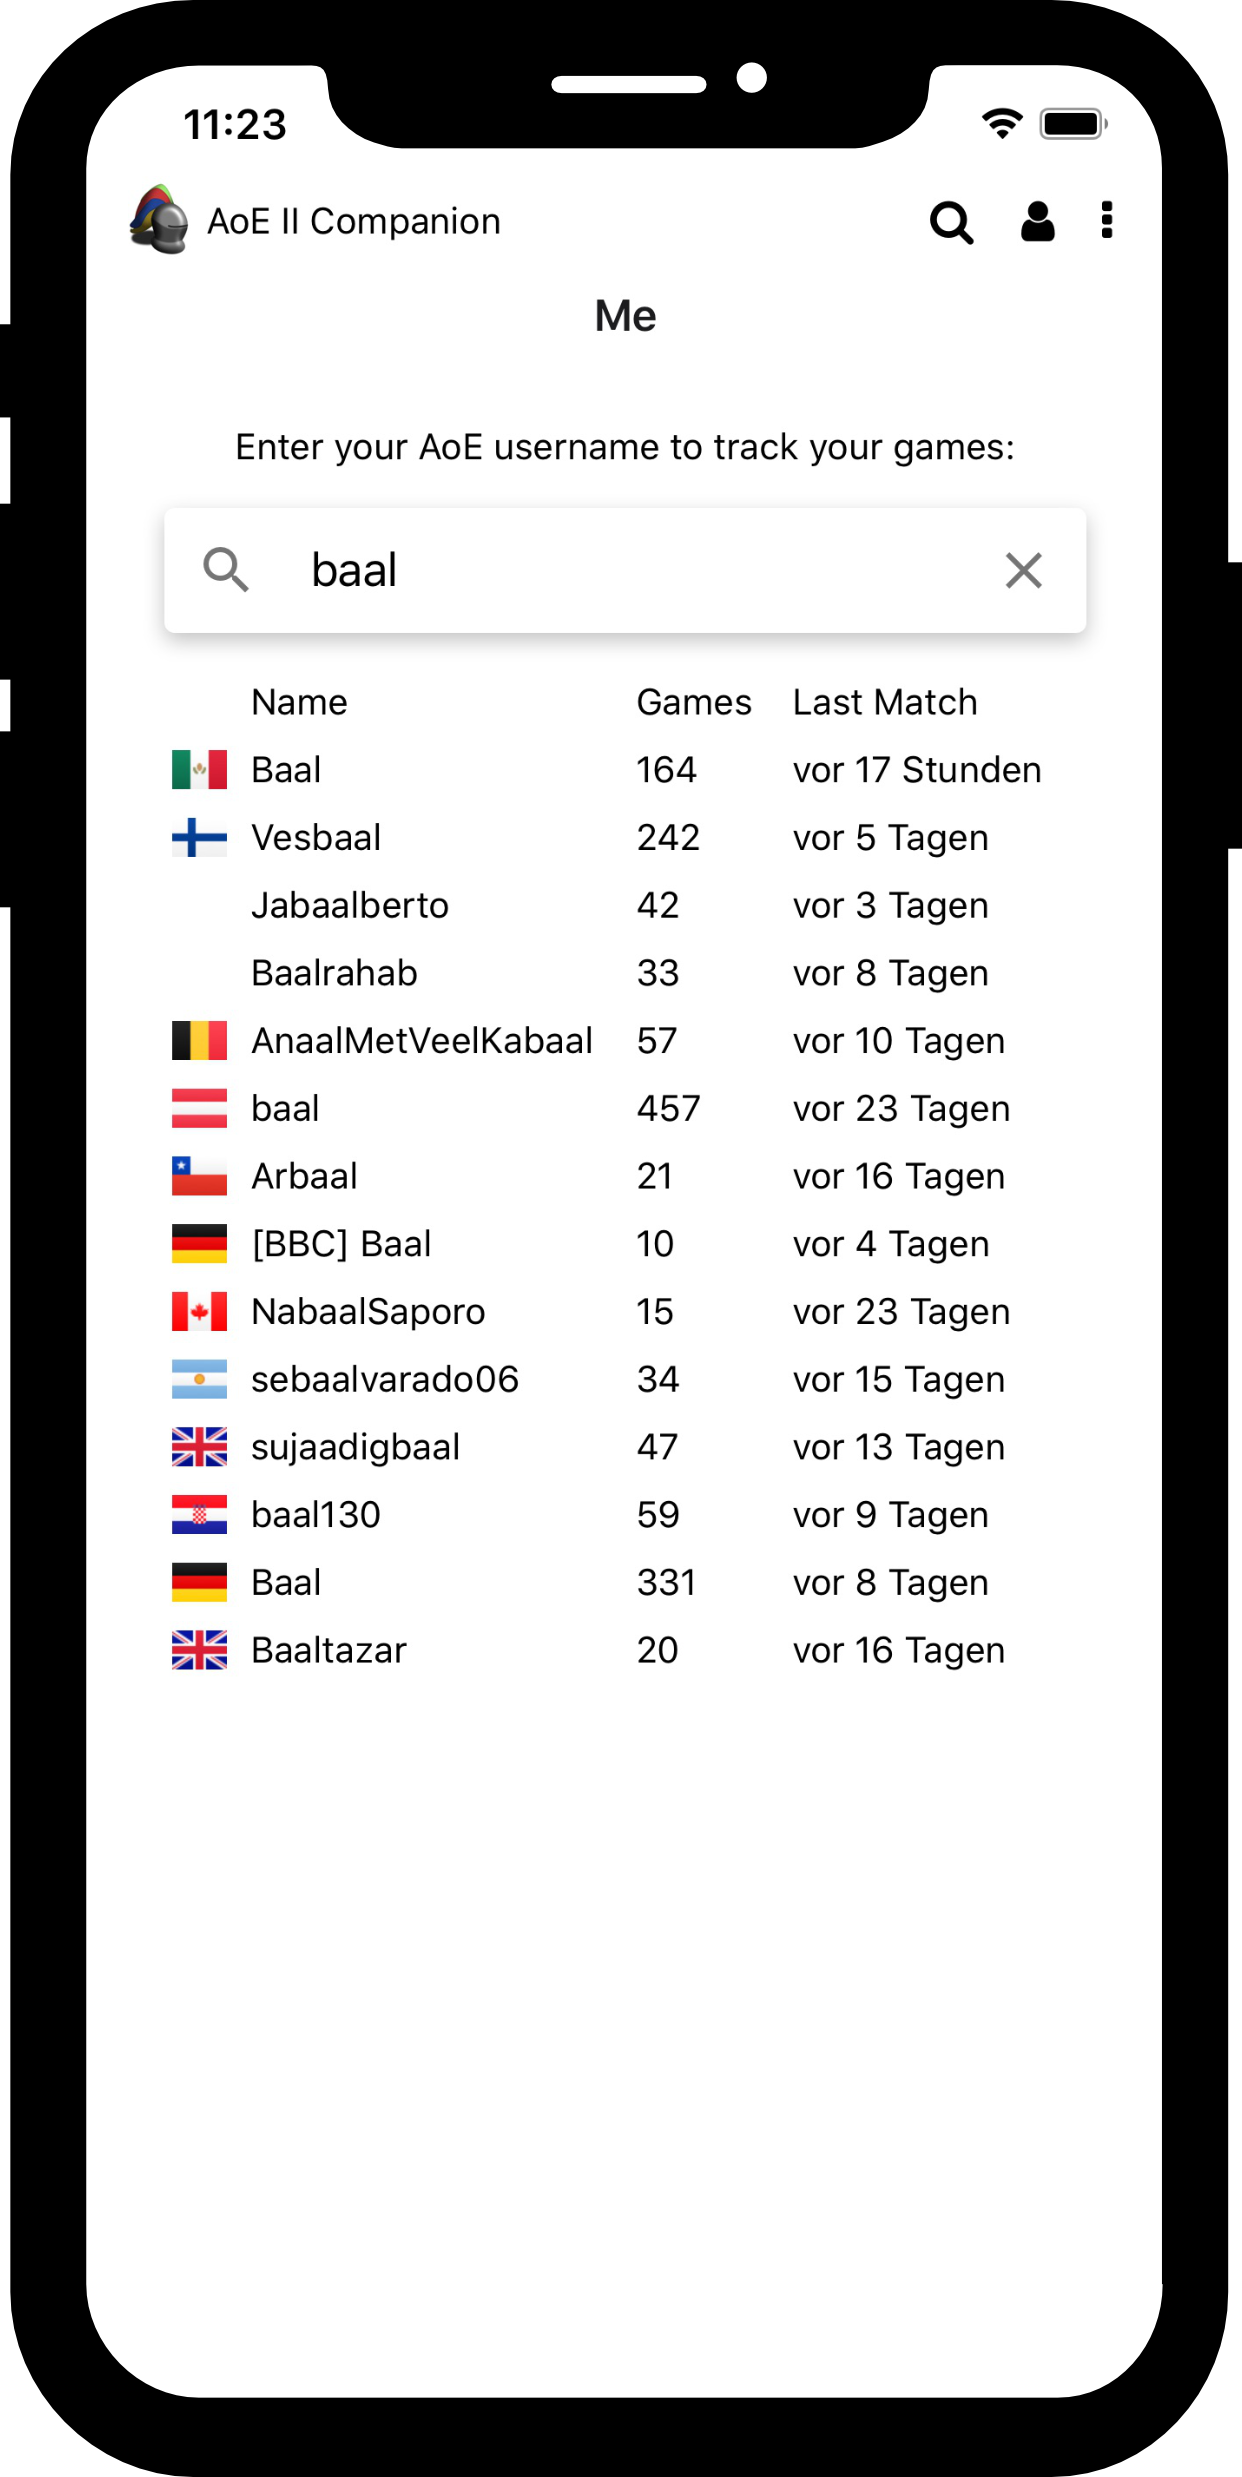 11:23
AoE II Companion
Me
Enter your AoE username to track your games:
baal
Name Games Last Match
Baal 164 vor 17 Stunden
Vesbaal 242 vor 5 Tagen
Jabaalberto 42 vor 3 Tagen
Baalrahab 33 vor 8 Tagen
AnaalMetVeelKabaal 57 vor 10 Tagen
baal 457 vor 23 Tagen
Arbaal 21 vor 16 Tagen
[BBC] Baal 10 vor 4 Tagen
NabaalSaporo 15 vor 23 Tagen
sebaalvarado06 34 vor 15 Tagen
sujaadigbaal 47 vor 13 Tagen
baal130 59 vor 9 Tagen
Baal 331 vor 8 Tagen
Baaltazar 20 vor 16 Tagen